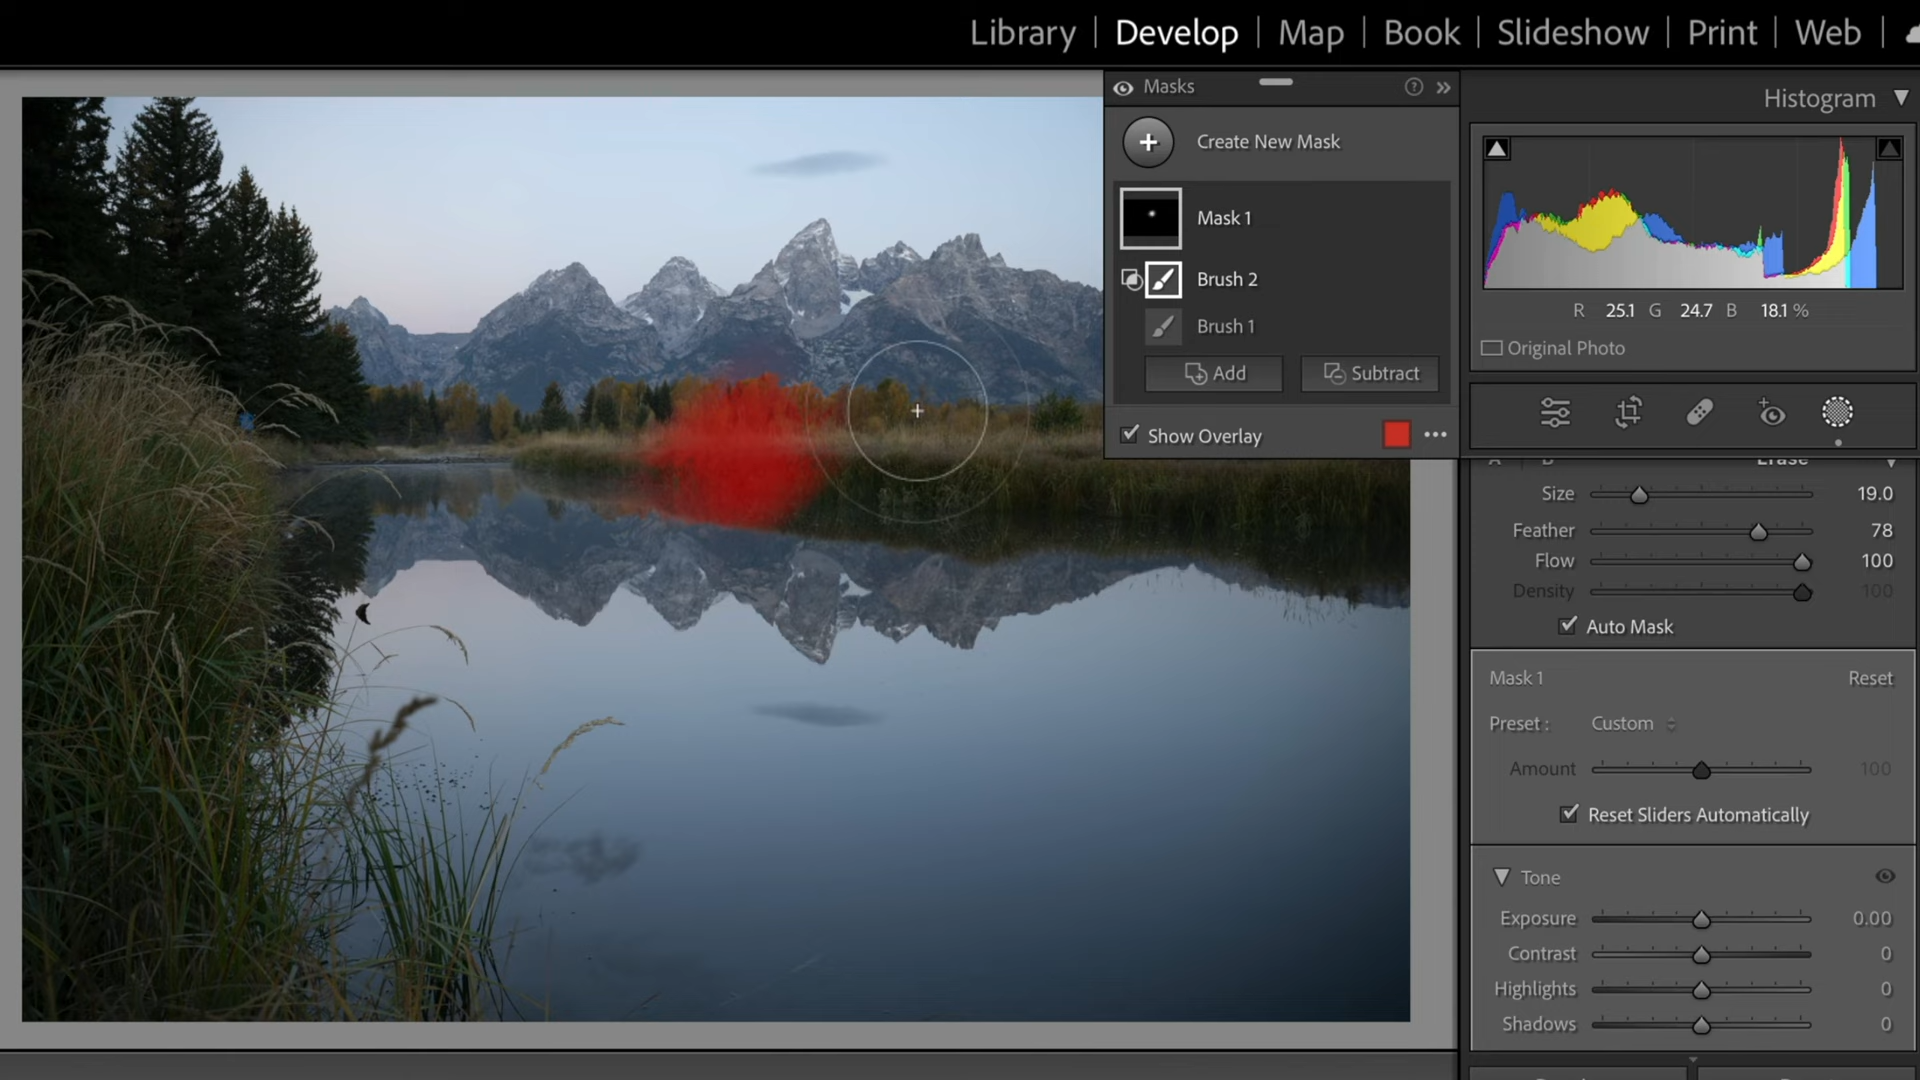 Library | Develop | Map | Book | Slideshow | Print | Web |
Masks
Create New Mask
Mask 1
Brush 2
Brush 1
Add Subtract
Show Overlay
Histogram
R 25.1 G 24.7 B 18.1 %
Original Photo
A B Erase
Size 19.0
Feather 78
Flow 100
Density 100
Auto Mask
Mask 1 Reset
Preset : Custom
Amount 100
Reset Sliders Automatically
Tone
Exposure 0.00
Contrast 0
Highlights 0
Shadows 0